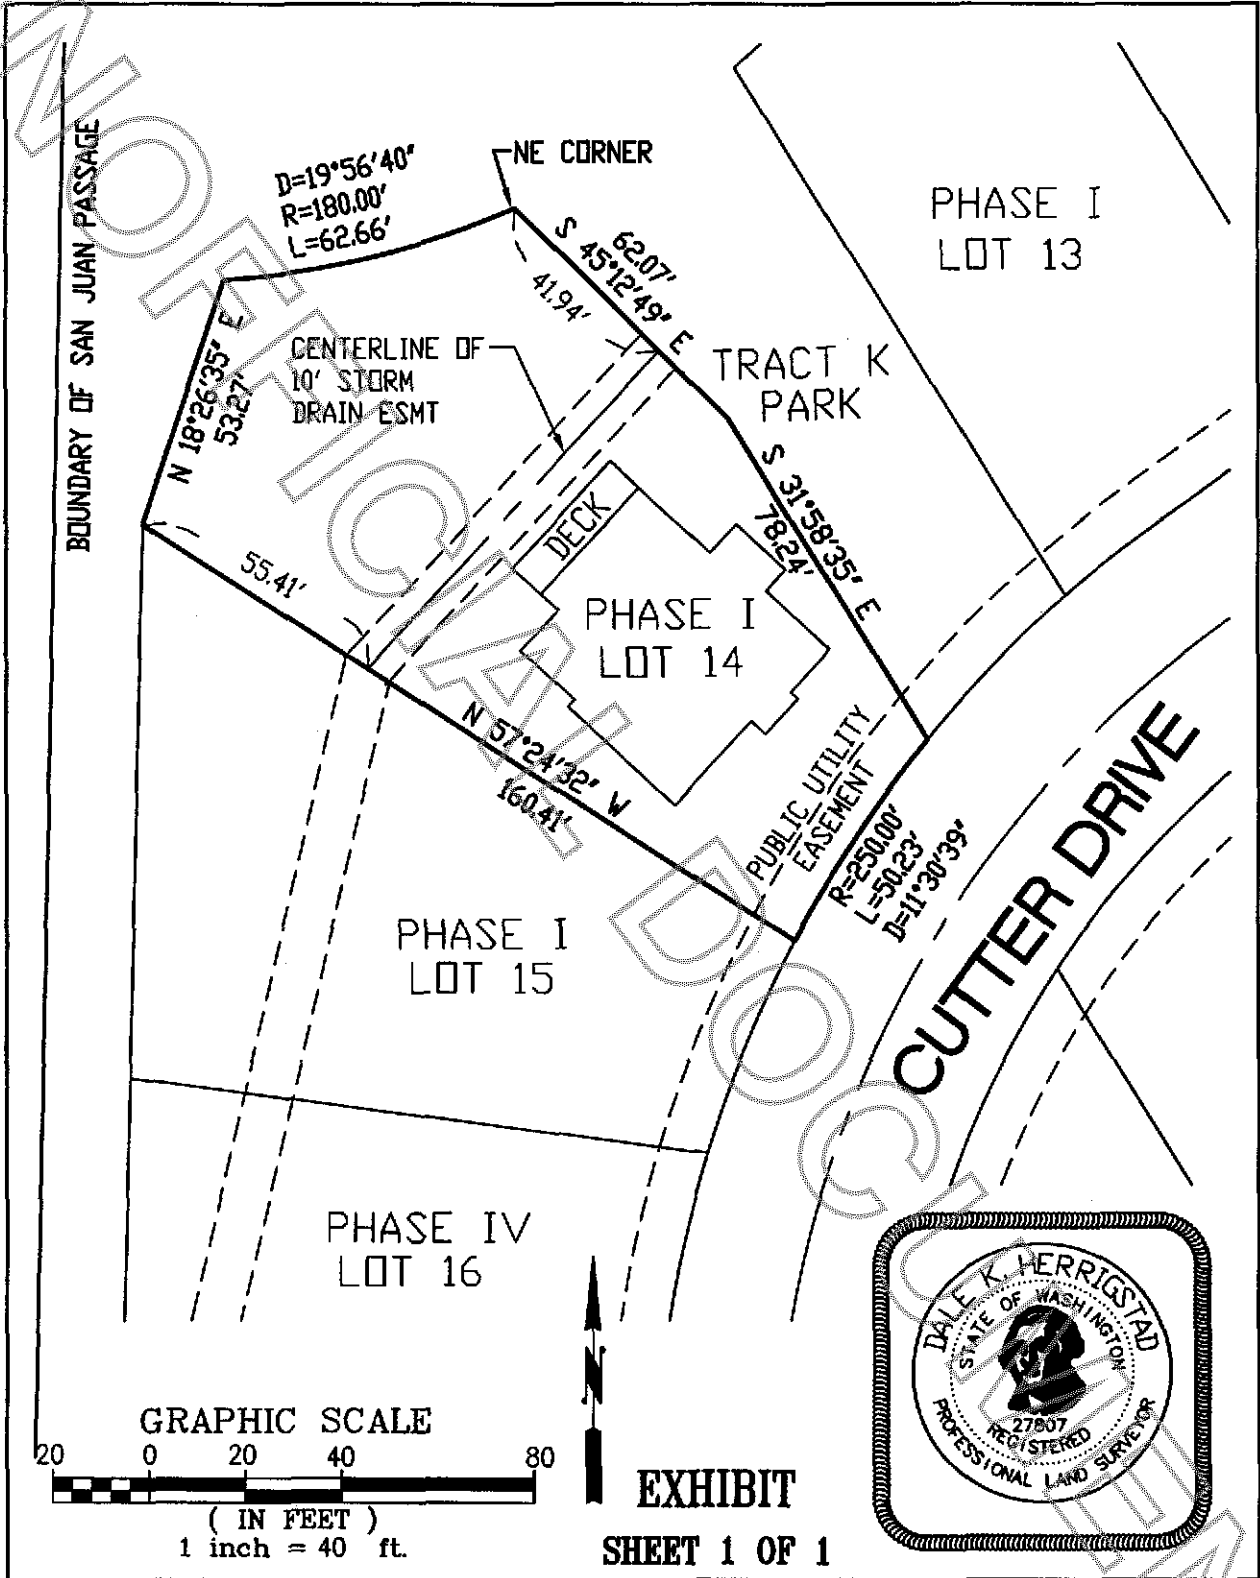 UNOFFICIAL DOCUMENT
BOUNDARY OF SAN JUAN PASSAGE
D=19°56'40"
R=180.00'
L=62.66'
NE CORNER
S 45°12'49" E
62.07'
41.94'
PHASE I
LOT 13
N 18°26'35" E
53.27'
CENTERLINE OF
10' STORM
DRAIN ESMT
TRACT K
PARK
S 31°58'35" E
78.24'
DECK
55.41'
PHASE I
LOT 14
N 57°24'32" W
160.41'
PUBLIC UTILITY
EASEMENT
R=250.00'
L=50.23'
D=11°30'39"
CUTTER DRIVE
PHASE I
LOT 15
PHASE IV
LOT 16
N
GRAPHIC SCALE
20 0 20 40 80
( IN FEET )
1 inch = 40 ft.
EXHIBIT
SHEET 1 OF 1
DALE K. HERRIGSTAD
STATE OF WASHINGTON
27807
REGISTERED
PROFESSIONAL LAND SURVEYOR